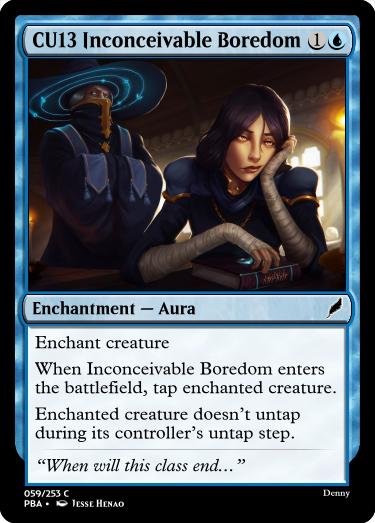 CU13 Inconceivable Boredom 1
Enchantment — Aura
Enchant creature
When Inconceivable Boredom enters
the battlefield, tap enchanted creature.
Enchanted creature doesn't untap
during its controller's untap step.
“When will this class end...”
059/253 C
Denny
PBA • Jesse Henao